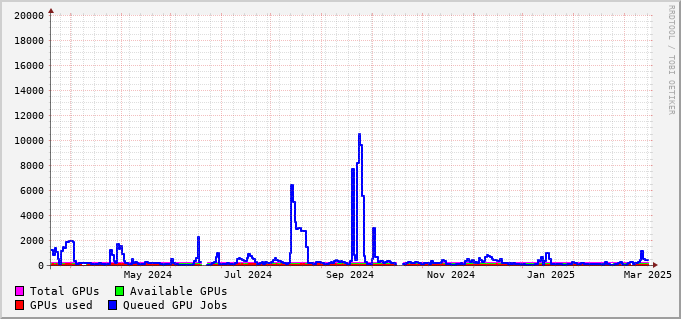 20000
18000
16000
14000
12000
10000
8000
6000
4000
2000
0
May 2024 Jul 2024 Sep 2024 Nov 2024 Jan 2025 Mar 2025
Total GPUs Available GPUs
GPUs used Queued GPU Jobs
RRDTOOL / TOBI OETIKER